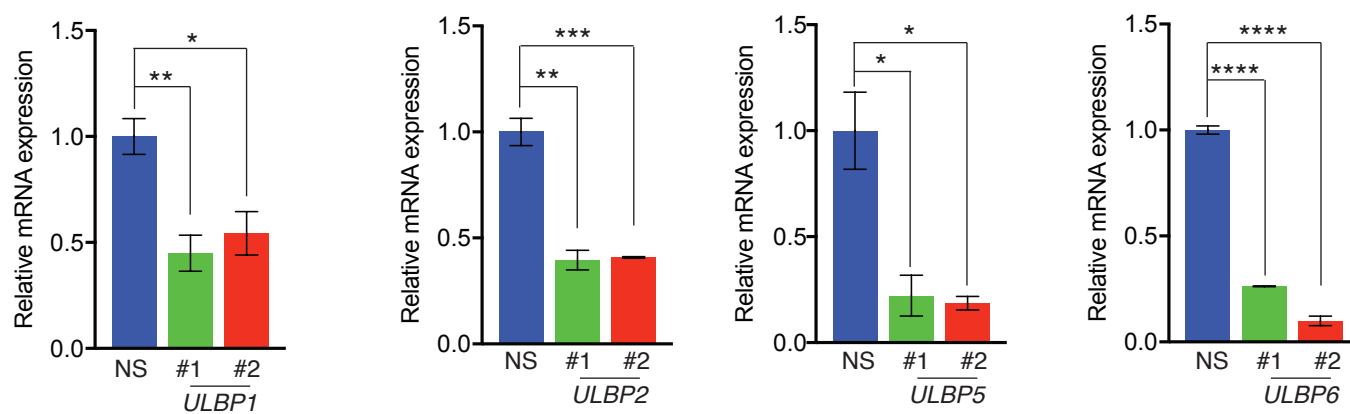 Relative mRNA expression
1.5
1.0
0.5
0.0
*
**
NS #1 #2
ULBP1
Relative mRNA expression
1.5
1.0
0.5
0.0
***
**
NS #1 #2
ULBP2
Relative mRNA expression
1.5
1.0
0.5
0.0
*
*
NS #1 #2
ULBP5
Relative mRNA expression
1.5
1.0
0.5
0.0
****
****
NS #1 #2
ULBP6